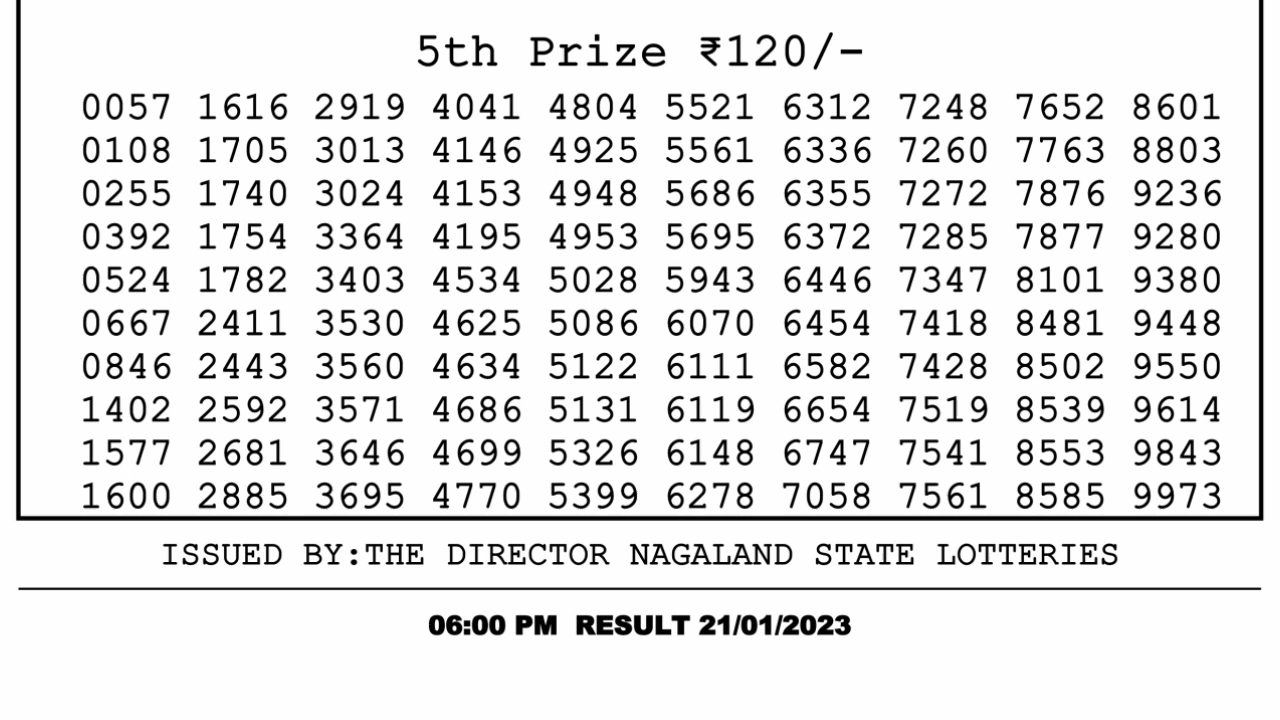 5th Prize ₹120/-
0057 1616 2919 4041 4804 5521 6312 7248 7652 8601
0108 1705 3013 4146 4925 5561 6336 7260 7763 8803
0255 1740 3024 4153 4948 5686 6355 7272 7876 9236
0392 1754 3364 4195 4953 5695 6372 7285 7877 9280
0524 1782 3403 4534 5028 5943 6446 7347 8101 9380
0667 2411 3530 4625 5086 6070 6454 7418 8481 9448
0846 2443 3560 4634 5122 6111 6582 7428 8502 9550
1402 2592 3571 4686 5131 6119 6654 7519 8539 9614
1577 2681 3646 4699 5326 6148 6747 7541 8553 9843
1600 2885 3695 4770 5399 6278 7058 7561 8585 9973
ISSUED BY:THE DIRECTOR NAGALAND STATE LOTTERIES
06:00 PM RESULT 21/01/2023